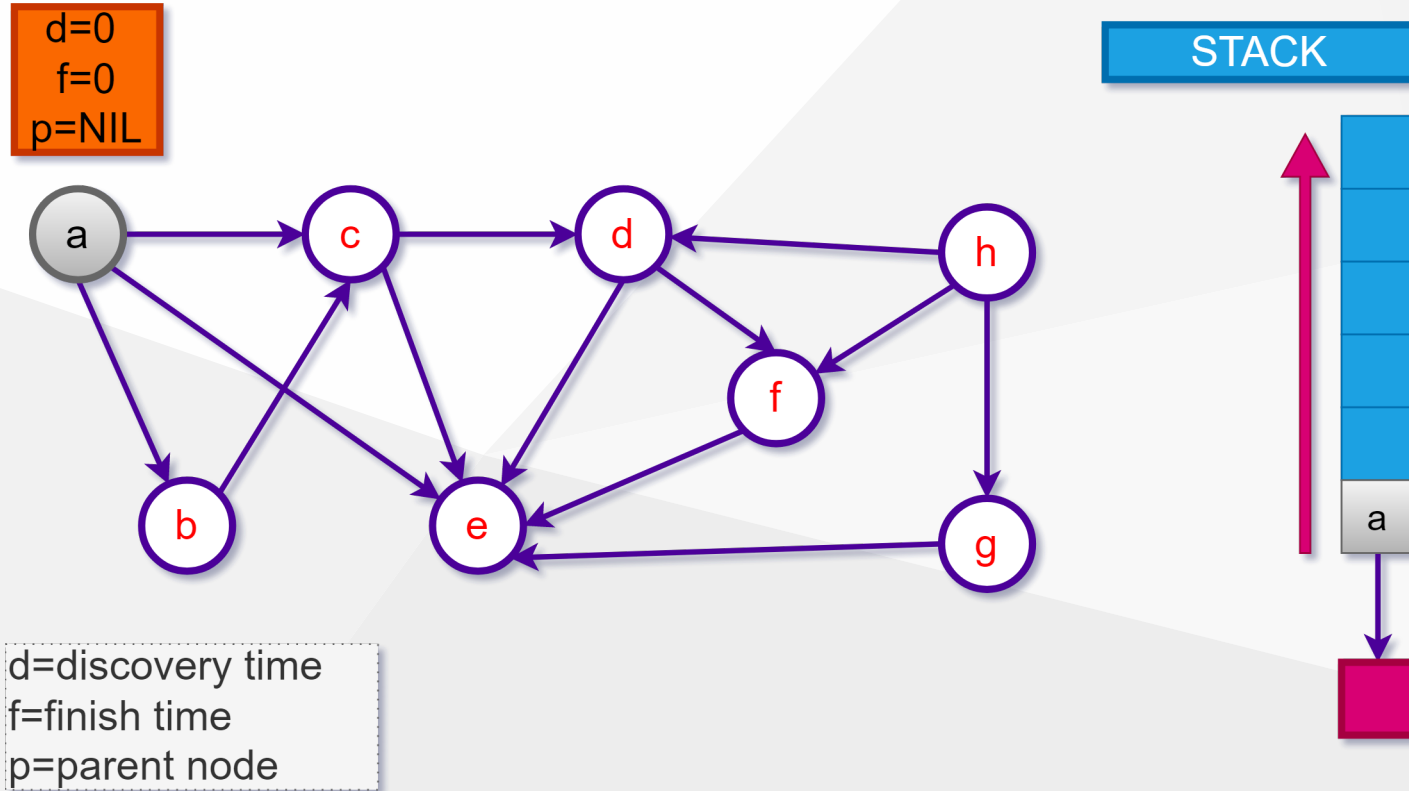 d=0
f=0
p=NIL
STACK
a
c
d
h
f
b
e
g
a
d=discovery time
f=finish time
p=parent node